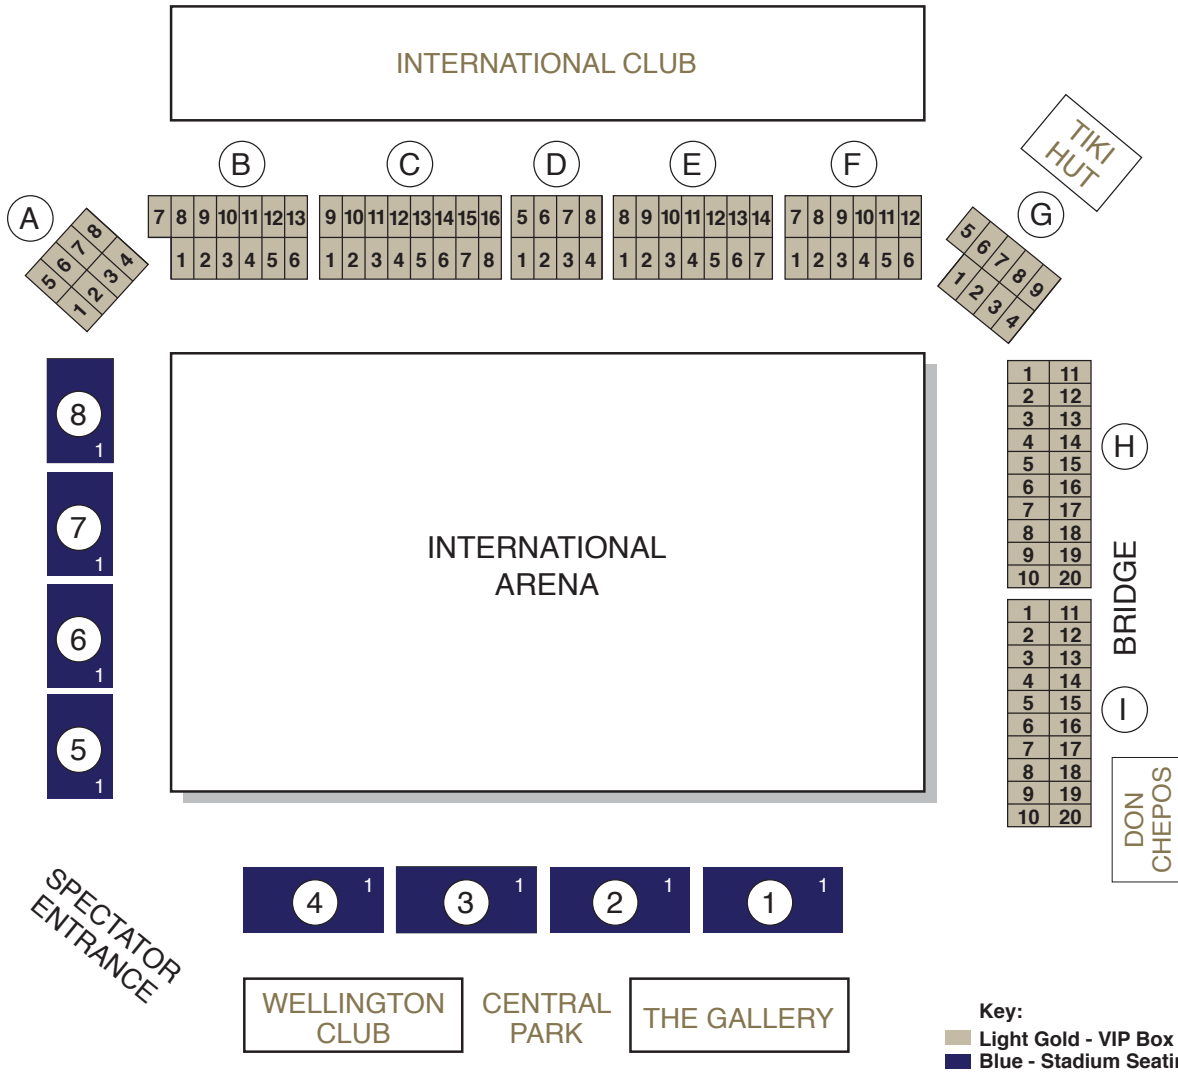 INTERNATIONAL CLUB
TIKI
HUT
A
B
C
D
E
F
G
5 6 7 8
1 2 3 4
7 8 9 10 11 12 13
1 2 3 4 5 6
9 10 11 12 13 14 15 16
1 2 3 4 5 6 7 8
5 6 7 8
1 2 3 4
8 9 10 11 12 13 14
1 2 3 4 5 6 7
7 8 9 10 11 12
1 2 3 4 5 6
5 6 7 8 9
1 2 3 4
8
1
7
1
6
1
5
1
INTERNATIONAL
ARENA
1 11
2 12
3 13
4 14
5 15
6 16
7 17
8 18
9 19
10 20
H
BRIDGE
1 11
2 12
3 13
4 14
5 15
6 16
7 17
8 18
9 19
10 20
I
DON
CHEPOS
SPECTATOR
ENTRANCE
4 1
3 1
2 1
1 1
WELLINGTON
CLUB
CENTRAL
PARK
THE GALLERY
Key:
Light Gold - VIP Box
Blue - Stadium Seatin